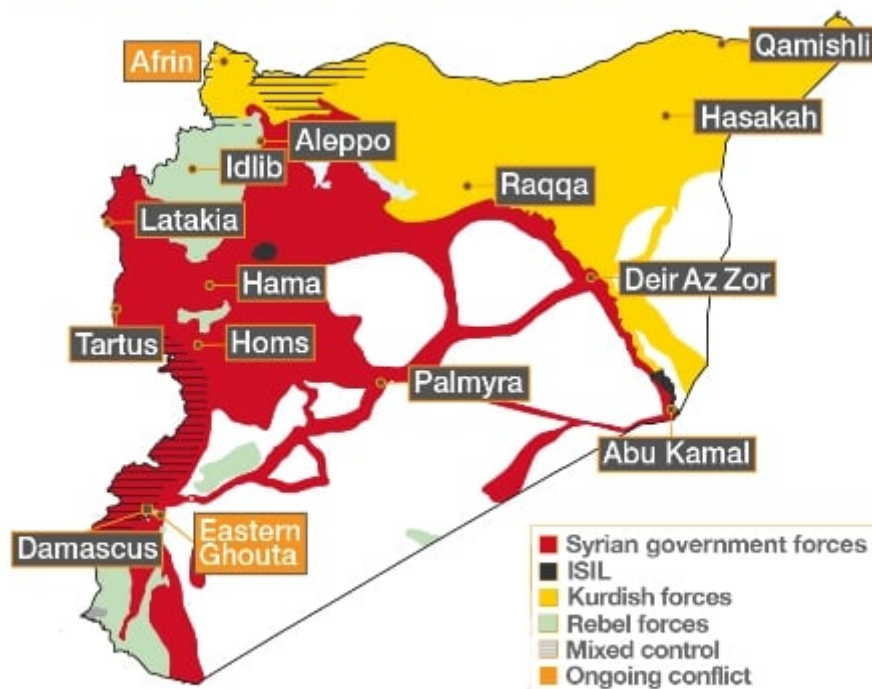 Afrin
Qamishli
Aleppo
Hasakah
Idlib
Raqqa
Latakia
Hama
Deir Az Zor
Tartus
Homs
Palmyra
Abu Kamal
Damascus
Eastern
Ghouta
Syrian government forces
ISIL
Kurdish forces
Rebel forces
Mixed control
Ongoing conflict